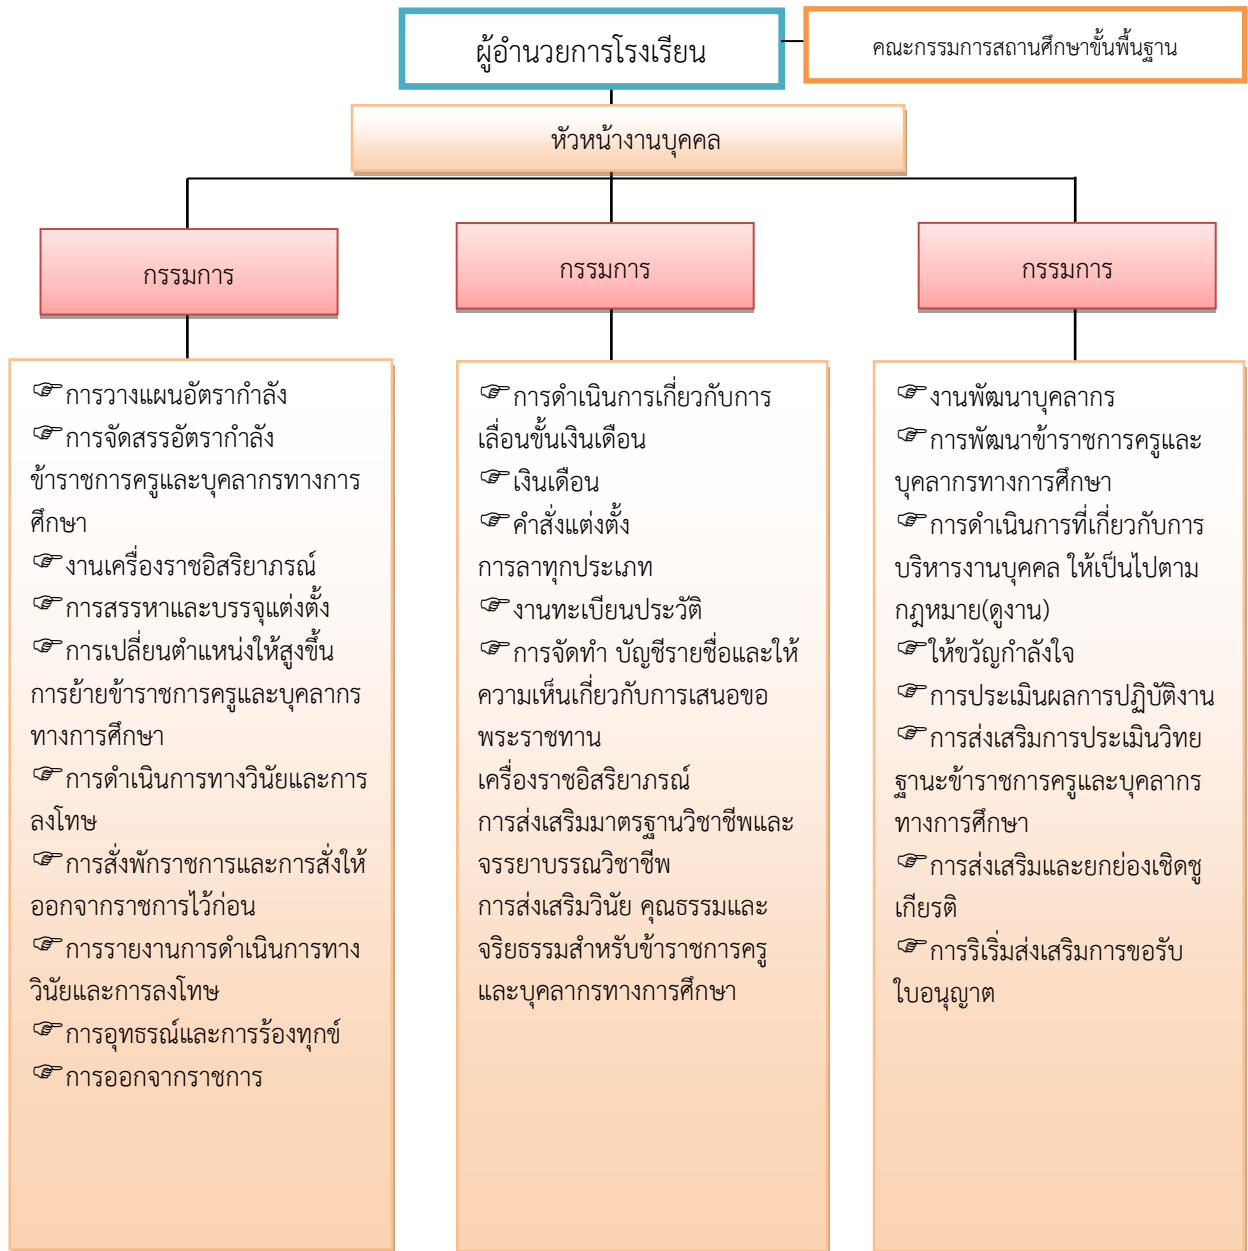 ผู้อำนวยการโรงเรียน
คณะกรรมการสถานศึกษาขั้นพื้นฐาน
หัวหน้างานบุคคล
กรรมการ
กรรมการ
กรรมการ
☞การวางแผนอัตรากำลัง
☞การจัดสรรอัตรากำลัง
ข้าราชการครูและบุคลากรทางการ
ศึกษา
☞งานเครื่องราชอิสริยาภรณ์
☞การสรรหาและบรรจุแต่งตั้ง
☞การเปลี่ยนตำแหน่งให้สูงขึ้น
การย้ายข้าราชการครูและบุคลากร
ทางการศึกษา
☞การดำเนินการทางวินัยและการ
ลงโทษ
☞การสั่งพักราชการและการสั่งให้
ออกจากราชการไว้ก่อน
☞การรายงานการดำเนินการทาง
วินัยและการลงโทษ
☞การอุทธรณ์และการร้องทุกข์
☞การออกจากราชการ
☞การดำเนินการเกี่ยวกับการ
เลื่อนขั้นเงินเดือน
☞เงินเดือน
☞คำสั่งแต่งตั้ง
การลาทุกประเภท
☞งานทะเบียนประวัติ
☞การจัดทำ บัญชีรายชื่อและให้
ความเห็นเกี่ยวกับการเสนอขอ
พระราชทาน
เครื่องราชอิสริยาภรณ์
การส่งเสริมมาตรฐานวิชาชีพและ
จรรยาบรรณวิชาชีพ
การส่งเสริมวินัย คุณธรรมและ
จริยธรรมสำหรับข้าราชการครู
และบุคลากรทางการศึกษา
☞งานพัฒนาบุคลากร
☞การพัฒนาข้าราชการครูและ
บุคลากรทางการศึกษา
☞การดำเนินการที่เกี่ยวกับการ
บริหารงานบุคคล ให้เป็นไปตาม
กฎหมาย(ดูงาน)
☞ให้ขวัญกำลังใจ
☞การประเมินผลการปฏิบัติงาน
☞การส่งเสริมการประเมินวิทย
ฐานะข้าราชการครูและบุคลากร
ทางการศึกษา
☞การส่งเสริมและยกย่องเชิดชู
เกียรติ
☞การริเริ่มส่งเสริมการขอรับ
ใบอนุญาต